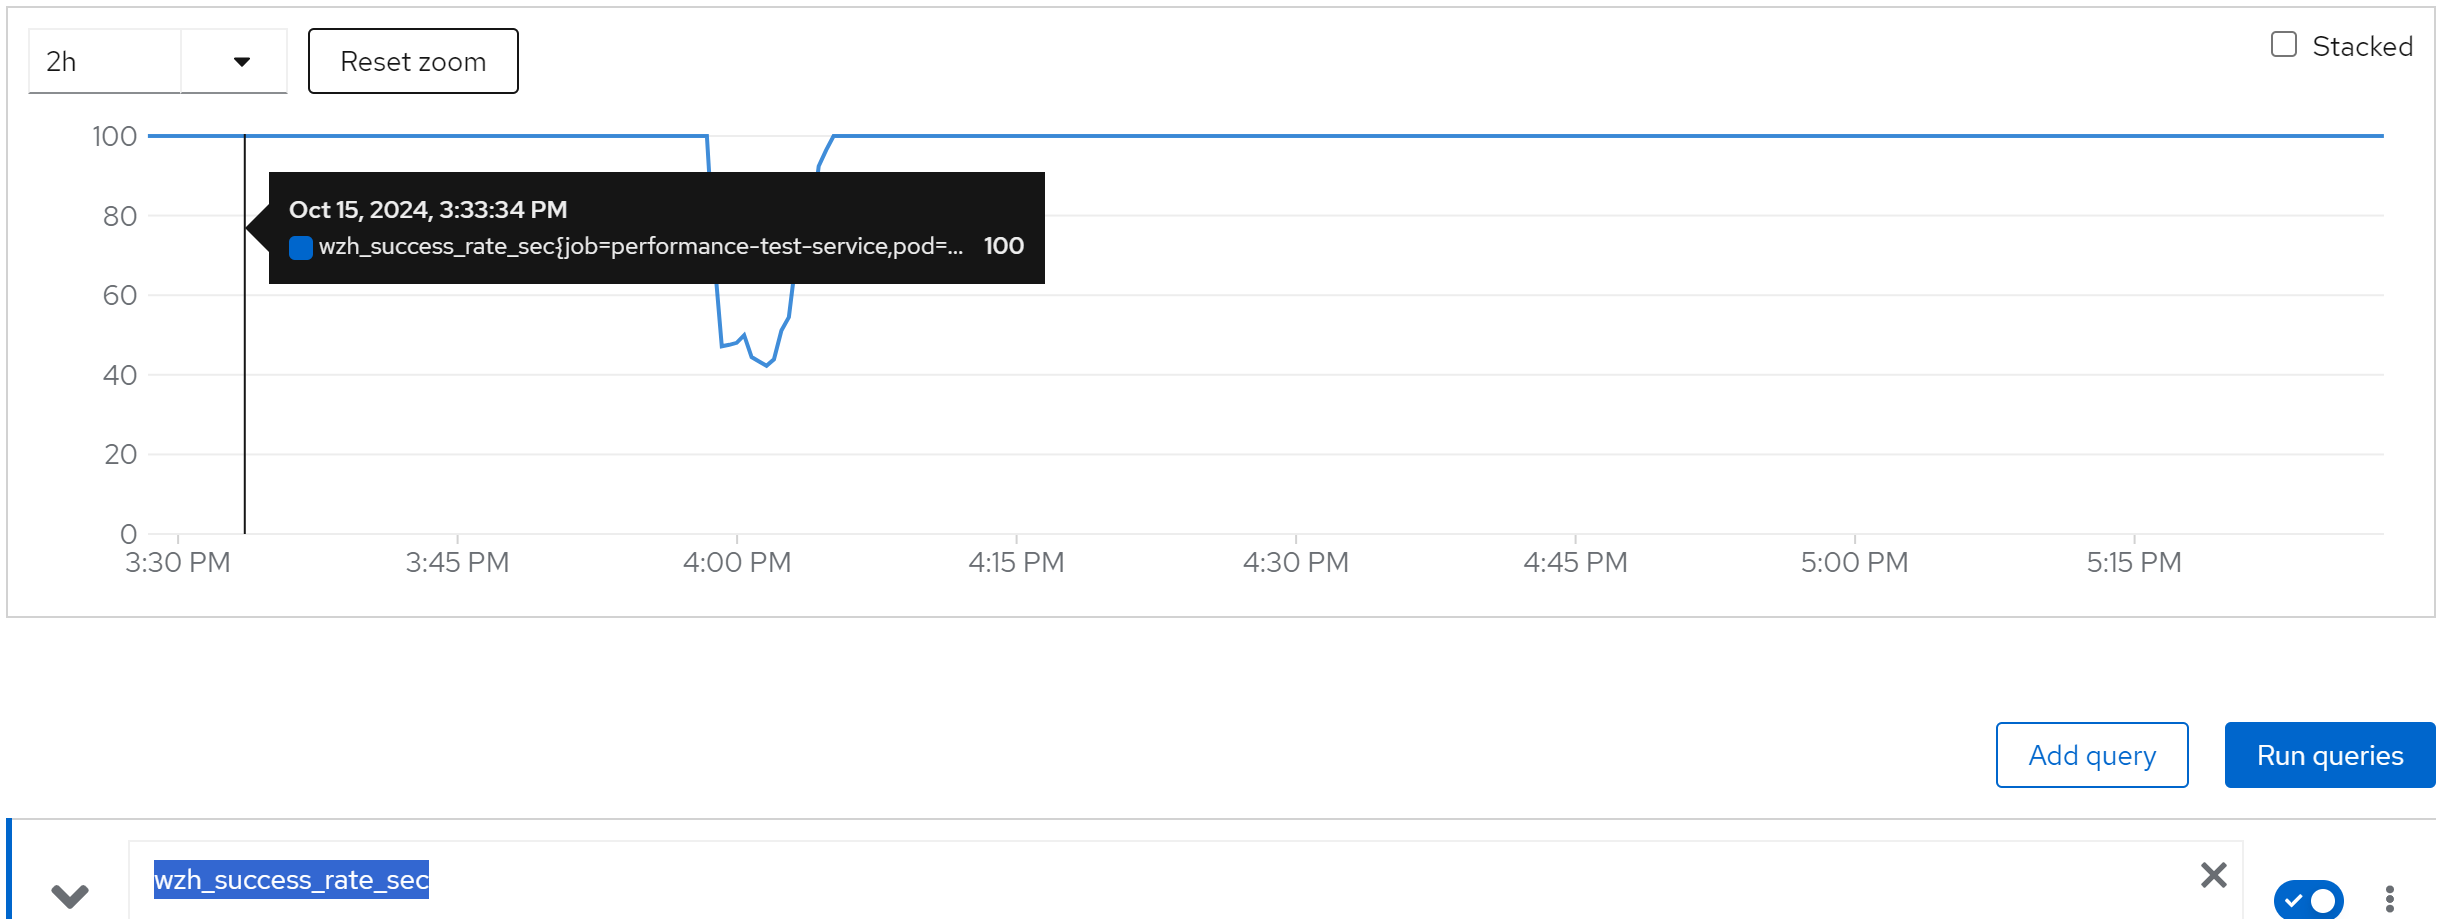 2h
Reset zoom
Stacked
100
80
60
40
20
0
Oct 15, 2024, 3:33:34 PM
wzh_success_rate_sec{job=performance-test-service,pod=... 100
3:30 PM 3:45 PM 4:00 PM 4:15 PM 4:30 PM 4:45 PM 5:00 PM 5:15 PM
Add query
Run queries
wzh_success_rate_sec